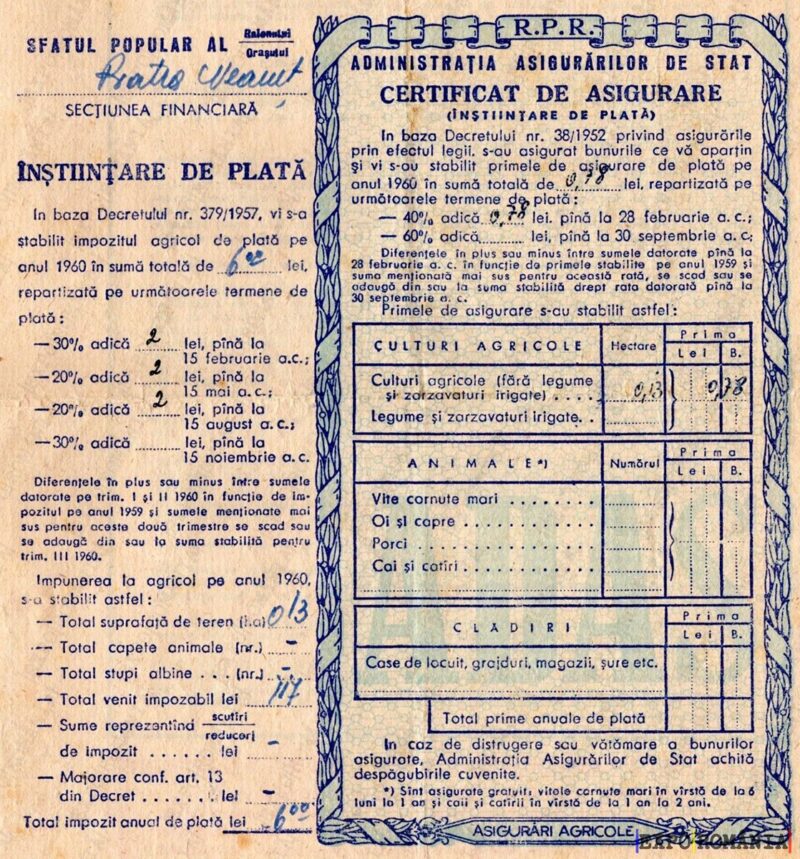 SFATUL POPULAR AL Raionului
Orașului
Piatra Neamț
SECȚIUNEA FINANCIARĂ
ÎNȘTIINȚARE DE PLATĂ
În baza Decretului nr. 379/1957, vi s-a
stabilit impozitul agricol de plată pe
anul 1960 în sumă totală de 6 00 lei,
repartizată pe următoarele termene de
plată :
— 30% adică 2 lei, pînă la
15 februarie a.c.;
— 20% adică 2 lei, pînă la
15 mai a.c.;
— 20% adică 2 lei, pînă la
15 august a.c.;
— 30% adică ........ lei, pînă la
15 noiembrie a.c.
Diferențele în plus sau minus între sumele
datorate pe trim. I și II 1960 în funcție de im-
pozitul pe anul 1959 și sumele menționate mai
sus pentru aceste două trimestre se scad sau
se adaugă din sau la suma stabilită pentru
trim. III 1960.
Impunerea la agricol pe anul 1960,
s-a stabilit astfel :
— Total suprafață de teren (ha) 013
— Total capete animale (nr.) -
— Total stupi albine . . (nr.) -
— Total venit impozabil lei 117
— Sume reprezentînd scutiri
reduceri
de impozit . . . . . . lei -
— Majorare conf. art. 13
din Decret . . . . . . lei -
Total impozit anual de plată lei 6 00
R.P.R.
ADMINISTRAȚIA ASIGURĂRILOR DE STAT
CERTIFICAT DE ASIGURARE
(ÎNȘTIINȚARE DE PLATĂ)
În baza Decretului nr. 38/1952 privind asigurările
prin efectul legii, s-au asigurat bunurile ce vă aparțin
și vi s-au stabilit primele de asigurare de plată pe
anul 1960 în sumă totală de 0,78 lei, repartizată pe
următoarele termene de plată :
— 40% adică 0,78 lei. pînă la 28 februarie a. c.;
— 60% adică ........ lei, pînă la 30 septembrie a. c.;
Diferențele în plus sau minus între sumele datorate pînă la
28 februarie a. c. în funcție da primele stabilite pe anul 1959 și
suma menționată mai sus pentru această rată, se scad sau se
adaugă din sau la suma stabilită drept rata datorată pînă la
30 septembrie a. c.
Primele de asigurare s-au stabilit astfel :
CULTURI AGRICOLE Hectare Prima
Lei B.
Culturi agricole (fără legume
și zarzavaturi irigate) . . . . 0,13 0,78
Legume și zarzavaturi irigate. .
ANIMALE*) Numărul Prima
Lei B.
Vite cornute mari . . . . . . . .
Oi și capre . . . . . . . . . . .
Porci . . . . . . . . . . . . . .
Cai și catîri . . . . . . . . . .
CLĂDIRI Prima
Lei B.
Case de locuit, grajduri, magazii, șure etc.
Total prime anuale de plată
În caz de distrugere sau vătămare a bunurilor
asigurate, Administrația Asigurărilor de Stat achită
despăgubirile cuvenite.
*) Sînt asigurate gratuit: vitele cornute mari în vîrstă de la 6
luni la 1 an și caii și catîrii în vîrstă de la 1 an la 2 ani.
ASIGURĂRI AGRICOLE
EXPO ROMANIA